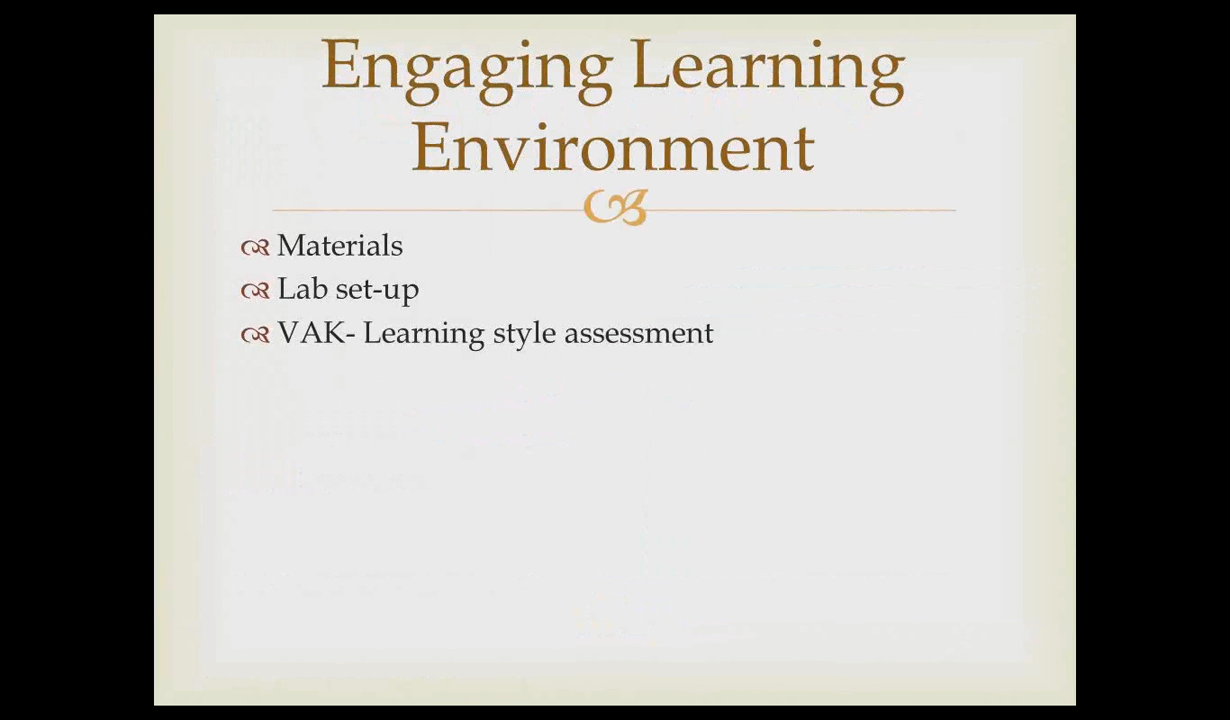 Engaging Learning
Environment
Materials
Lab set-up
VAK- Learning style assessment